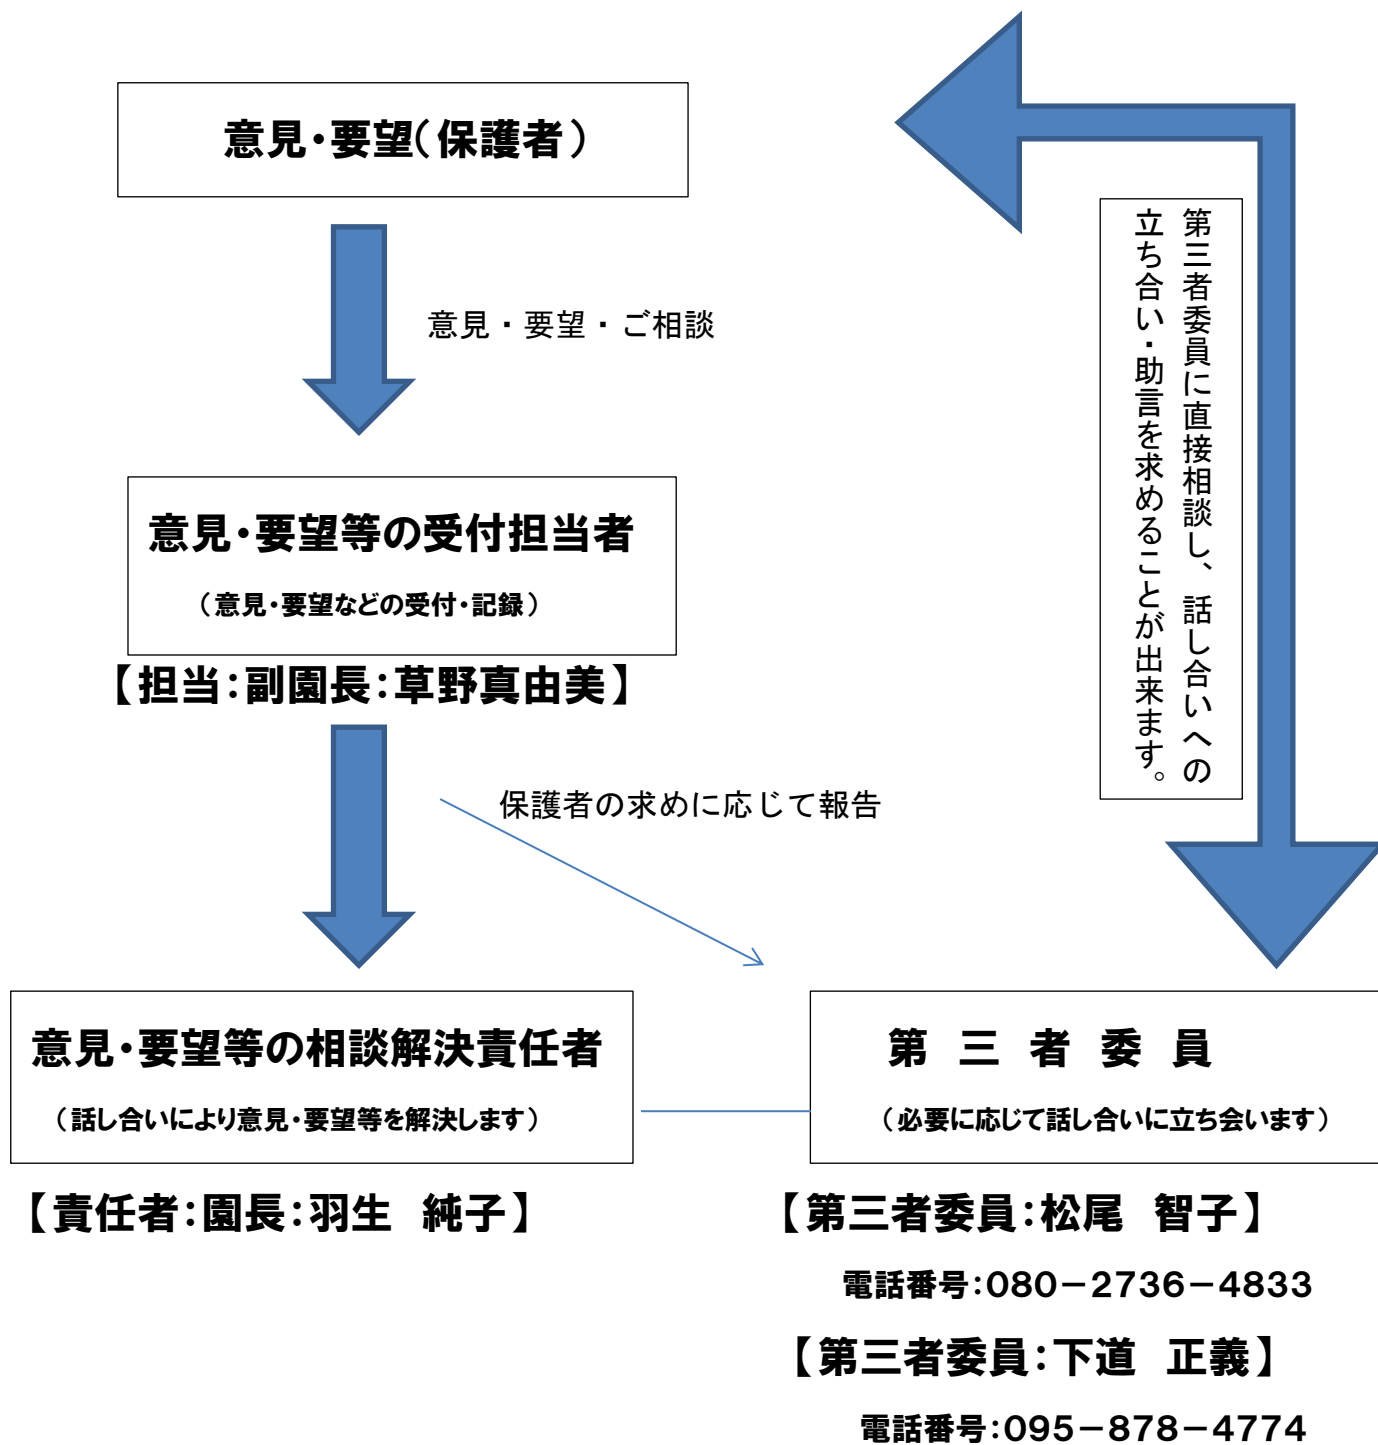 意見・要望(保護者)
意見・要望・ご相談
意見・要望等の受付担当者
(意見・要望などの受付・記録)
【担当:副園長:草野真由美】
保護者の求めに応じて報告
第三者委員に直接相談し、話し合いへの
立ち合い・助言を求めることが出来ます。
意見・要望等の相談解決責任者
(話し合いにより意見・要望等を解決します)
【責任者:園長:羽生 純子】
第 三 者 委 員
(必要に応じて話し合いに立ち会います)
【第三者委員:松尾 智子】
電話番号:080-2736-4833
【第三者委員:下道 正義】
電話番号:095-878-4774